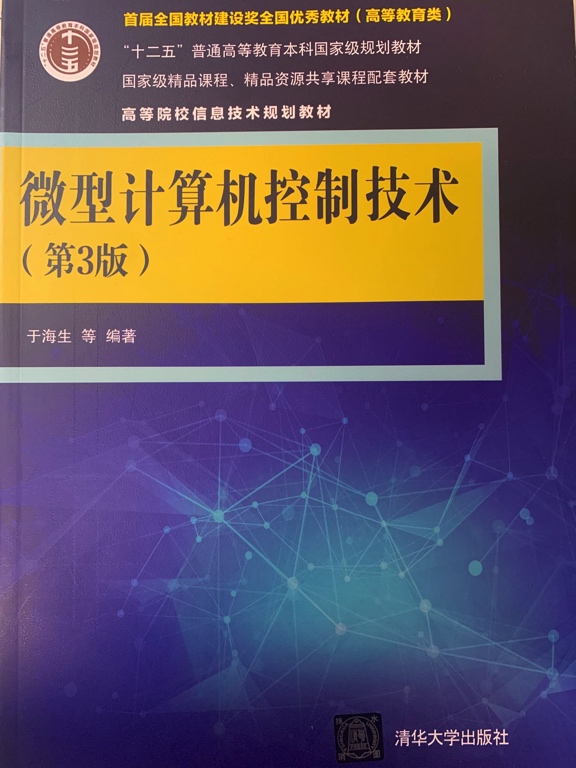 首届全国教材建设奖全国优秀教材（高等教育类）
“十二五”普通高等教育本科国家级规划教材
国家级精品课程、精品资源共享课程配套教材
高等院校信息技术规划教材
微型计算机控制技术
（第3版）
于海生 等 编著
清华大学出版社